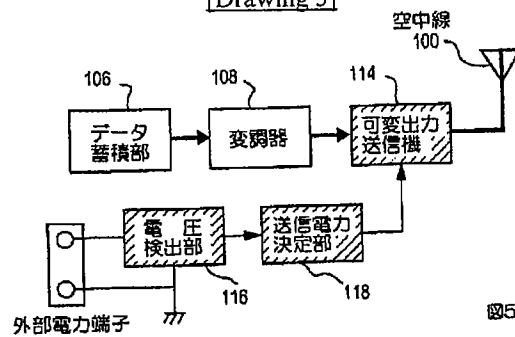 [Drawing 5]
空中線
100
106
108
114
データ
蓄積部
変調器
可変出力
送信機
電圧
検出部
送信電力
決定部
116
118
外部電力端子
図5